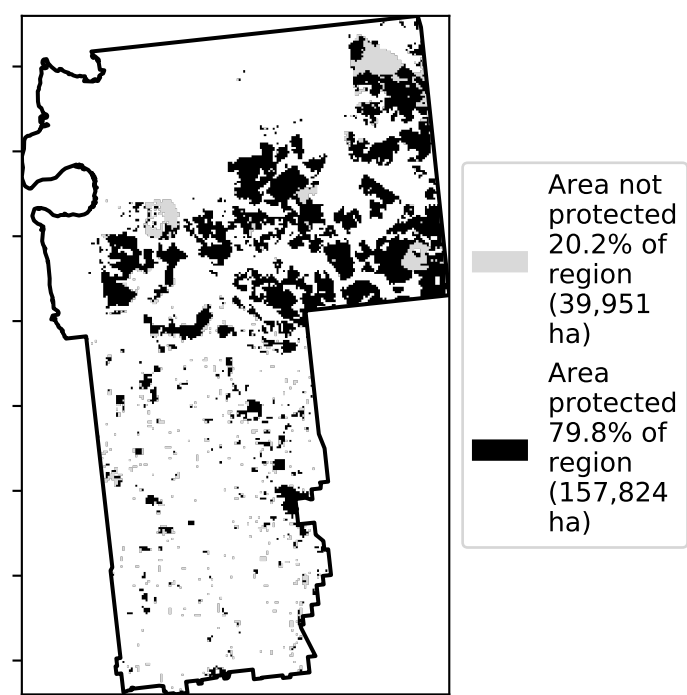 Area not
protected
20.2% of
region
(39,951
ha)
Area
protected
79.8% of
region
(157,824
ha)